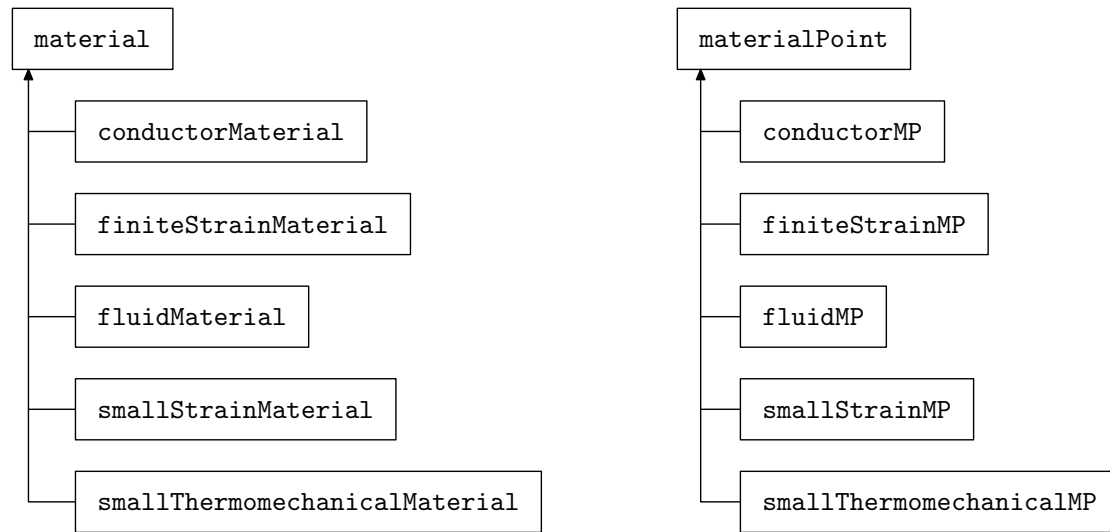 material
conductorMaterial
finiteStrainMaterial
fluidMaterial
smallStrainMaterial
smallThermomechanicalMaterial
materialPoint
conductorMP
finiteStrainMP
fluidMP
smallStrainMP
smallThermomechanicalMP